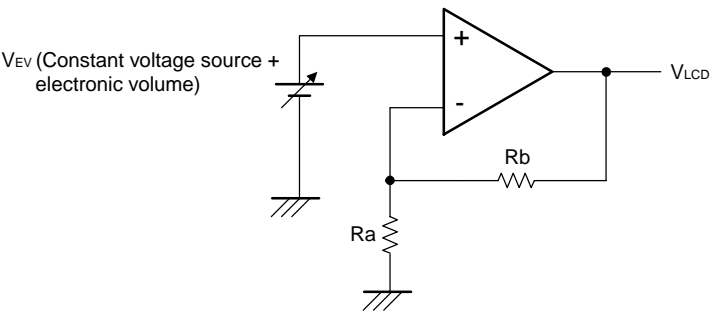 VEV (Constant voltage source +
electronic volume)
+
-
VLCD
Rb
Ra